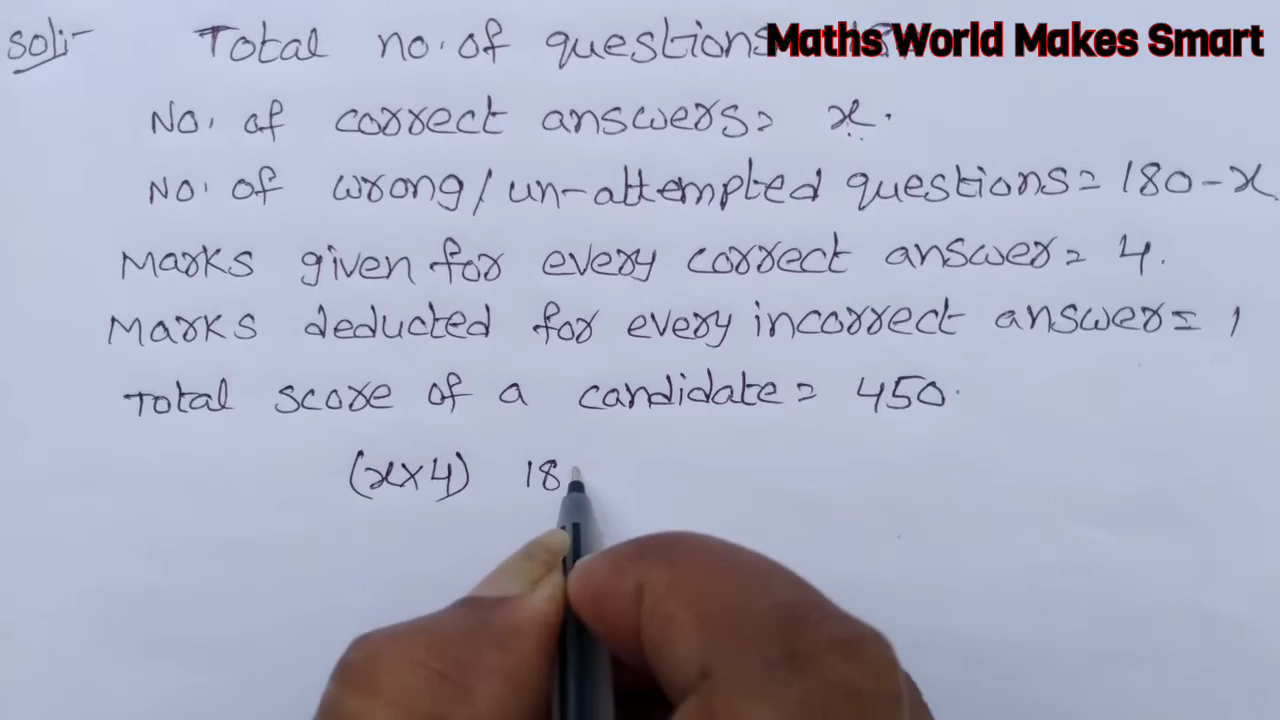 Soli- Total no. of questions
Maths World Makes Smart
No. of correct answers= x.
No. of wrong/un-attempted questions= 180-x
Marks given for every correct answer= 4.
Marks deducted for every incorrect answer= 1
Total score of a candidate= 450.
(x×4) 18